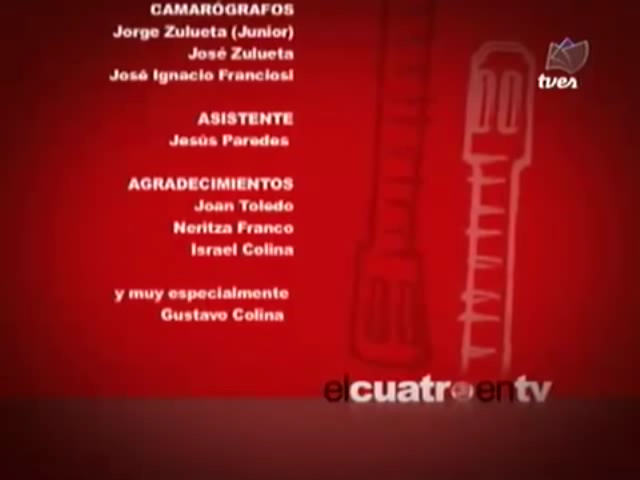 CAMARÓGRAFOS
Jorge Zulueta (Junior)
José Zulueta
José Ignacio Franciosi
ASISTENTE
Jesús Paredes
AGRADECIMIENTOS
Joan Toledo
Neritza Franco
Israel Colina
y muy especialmente
Gustavo Colina
tves
elcuatroentv